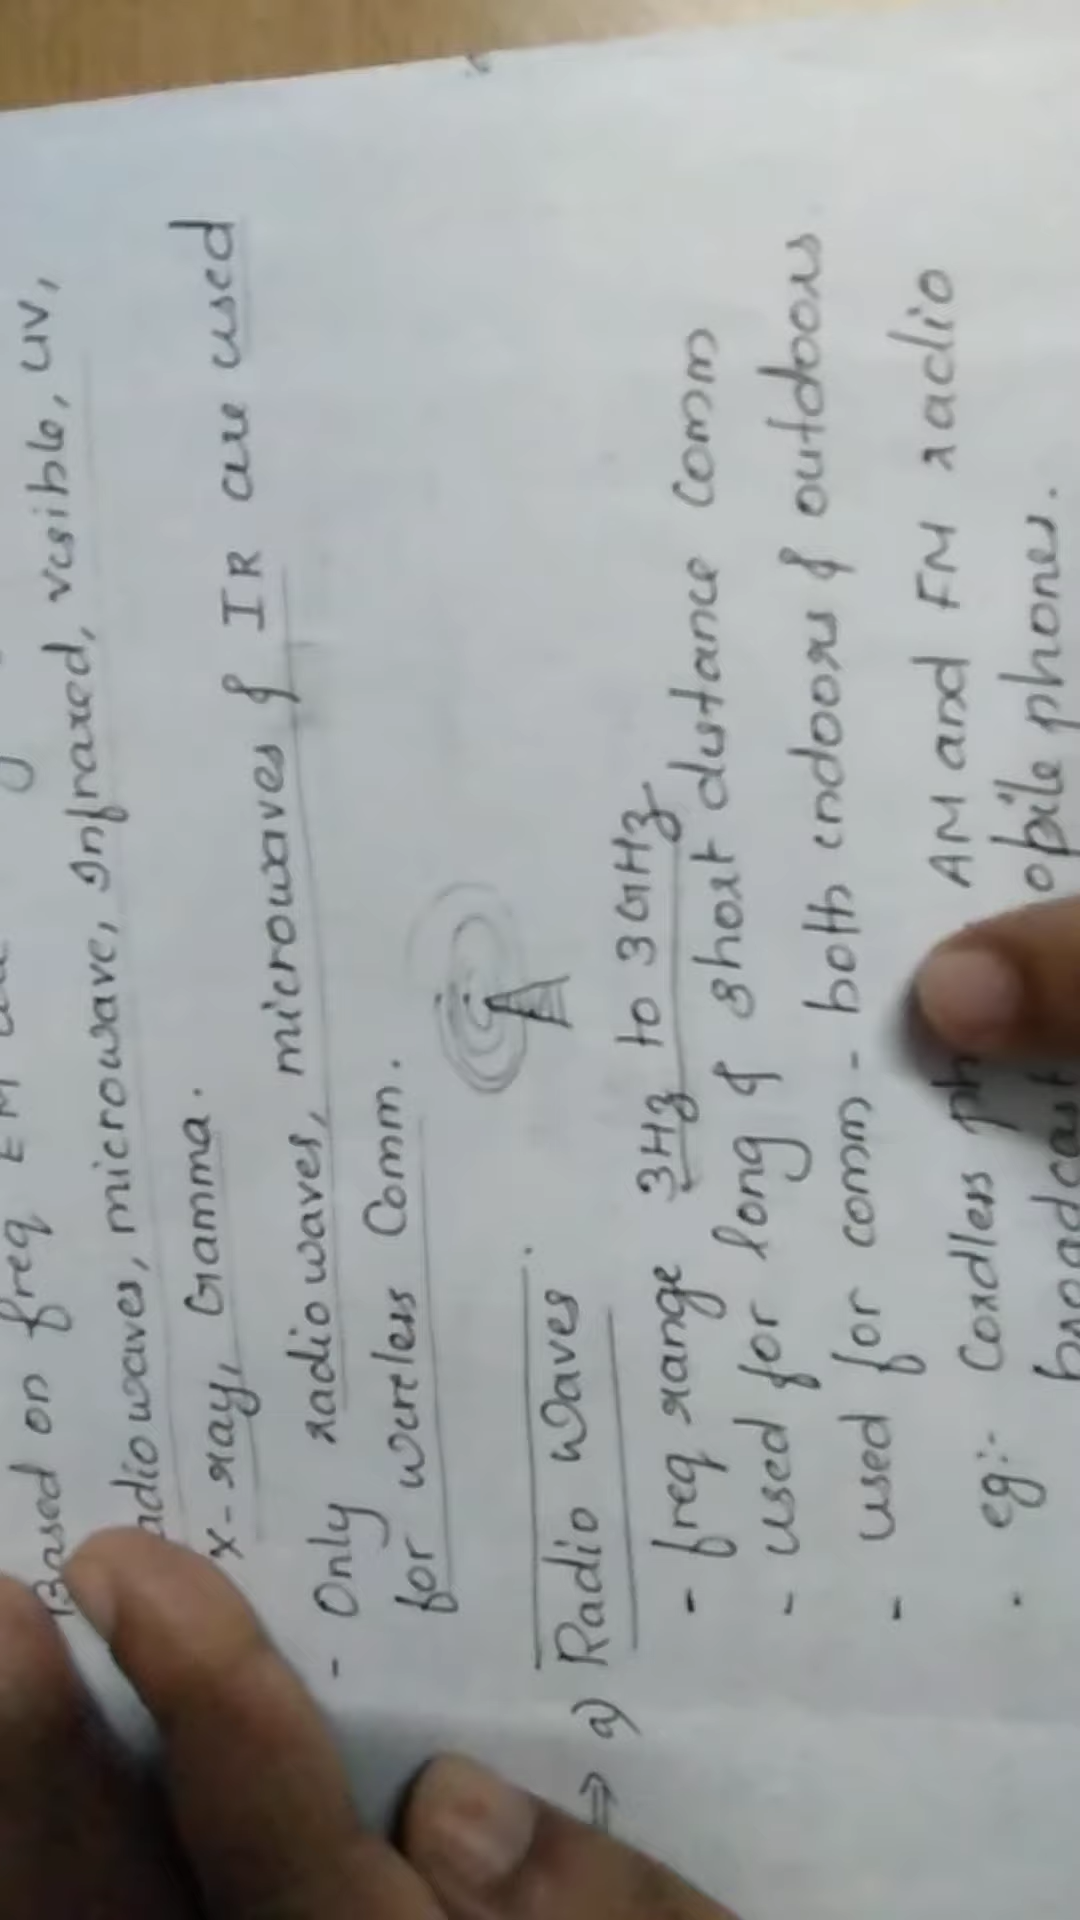 Based on freq EM
adiowaves, microwave, Infrared, visible, UV,
x-ray, Gamma.
- Only radiowaves, microwaves & IR are used
for wireless Comm.
⇒ a) Radio Waves
- freq range 3Hz to 3GHz
- used for long & short distance comm
- used for comm - both indoors & outdoors
- eg:- Cordless ph AM and FM radio
broadcast obile phones.